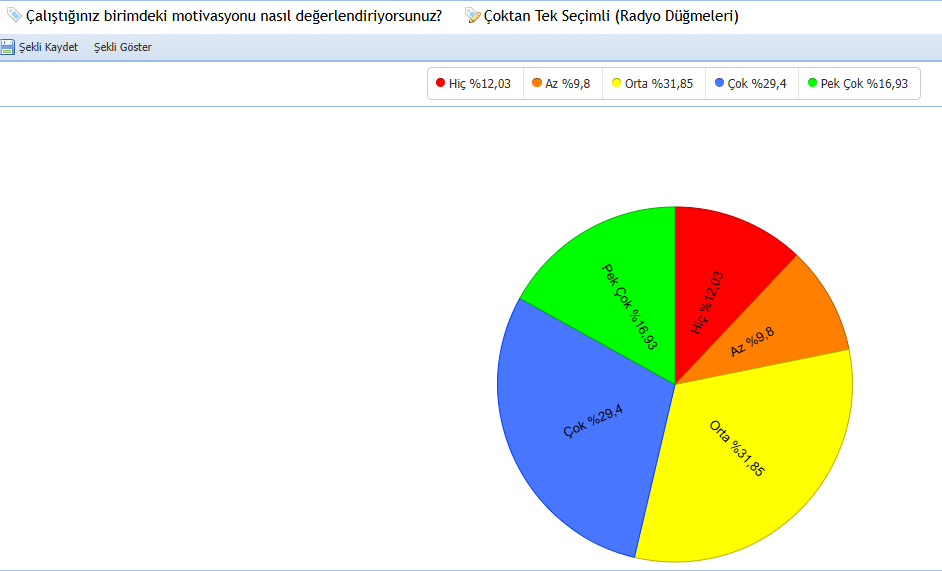 Çalıştığınız birimdeki motivasyonu nasıl değerlendiriyorsunuz? Çoktan Tek Seçimli (Radyo Düğmeleri)
Şekli Kaydet Şekli Göster
Hiç %12,03 Az %9,8 Orta %31,85 Çok %29,4 Pek Çok %16,93
Pek Çok %16,93
Hiç %12,03
Az %9,8
Çok %29,4
Orta %31,85